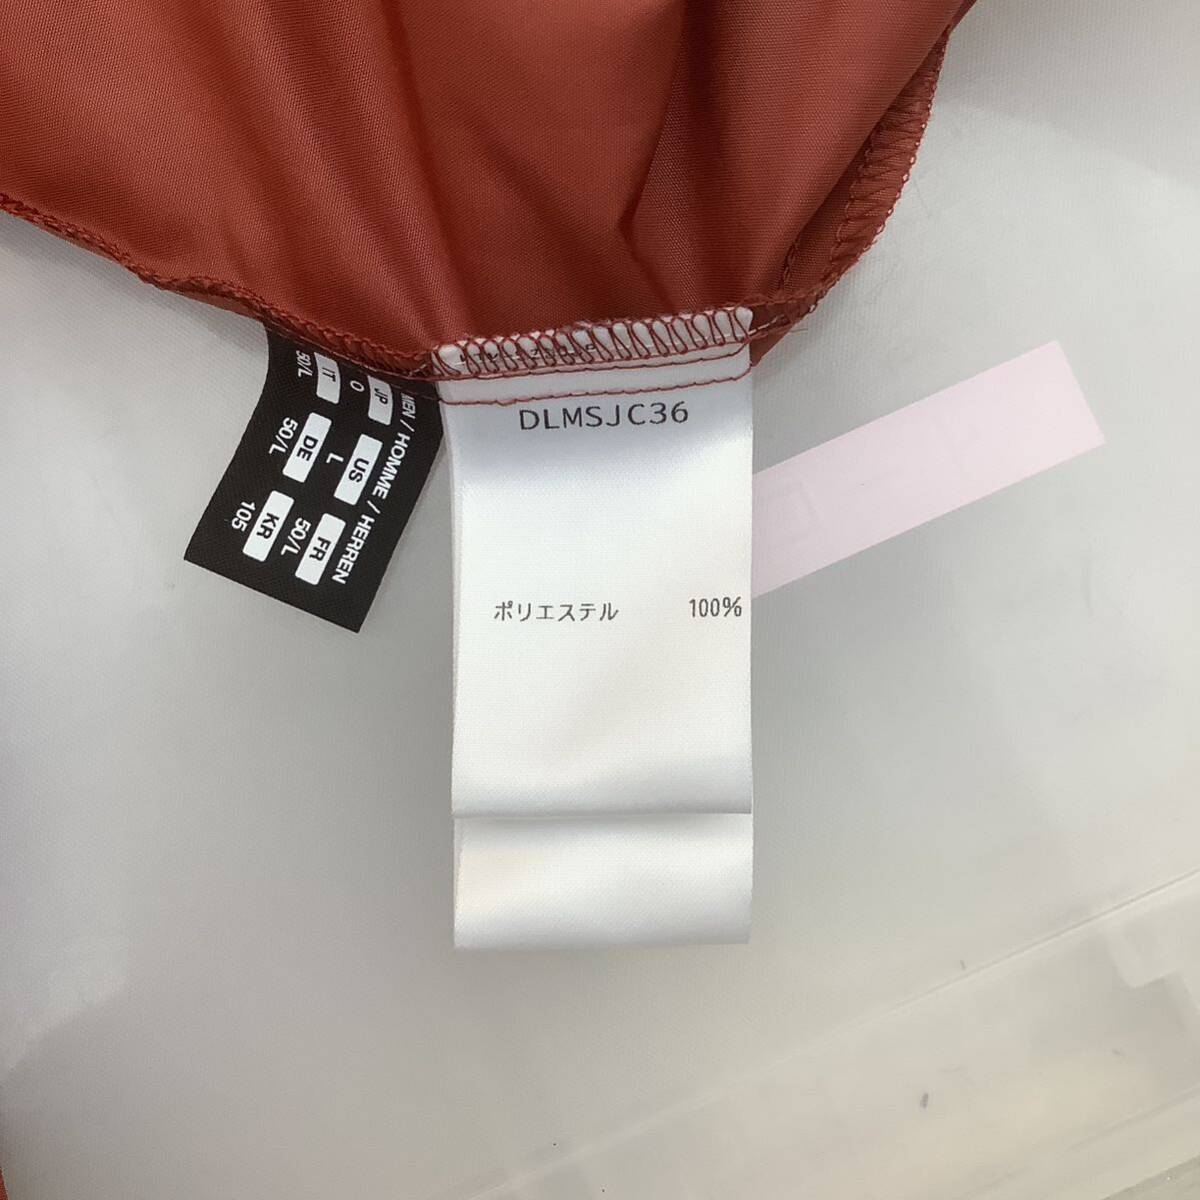 DLMSJC36
ポリエステル 100%
MEN / HOMME / HERREN
JP US FR
O L 50/L
IT DE KR
50/L 50/L 105